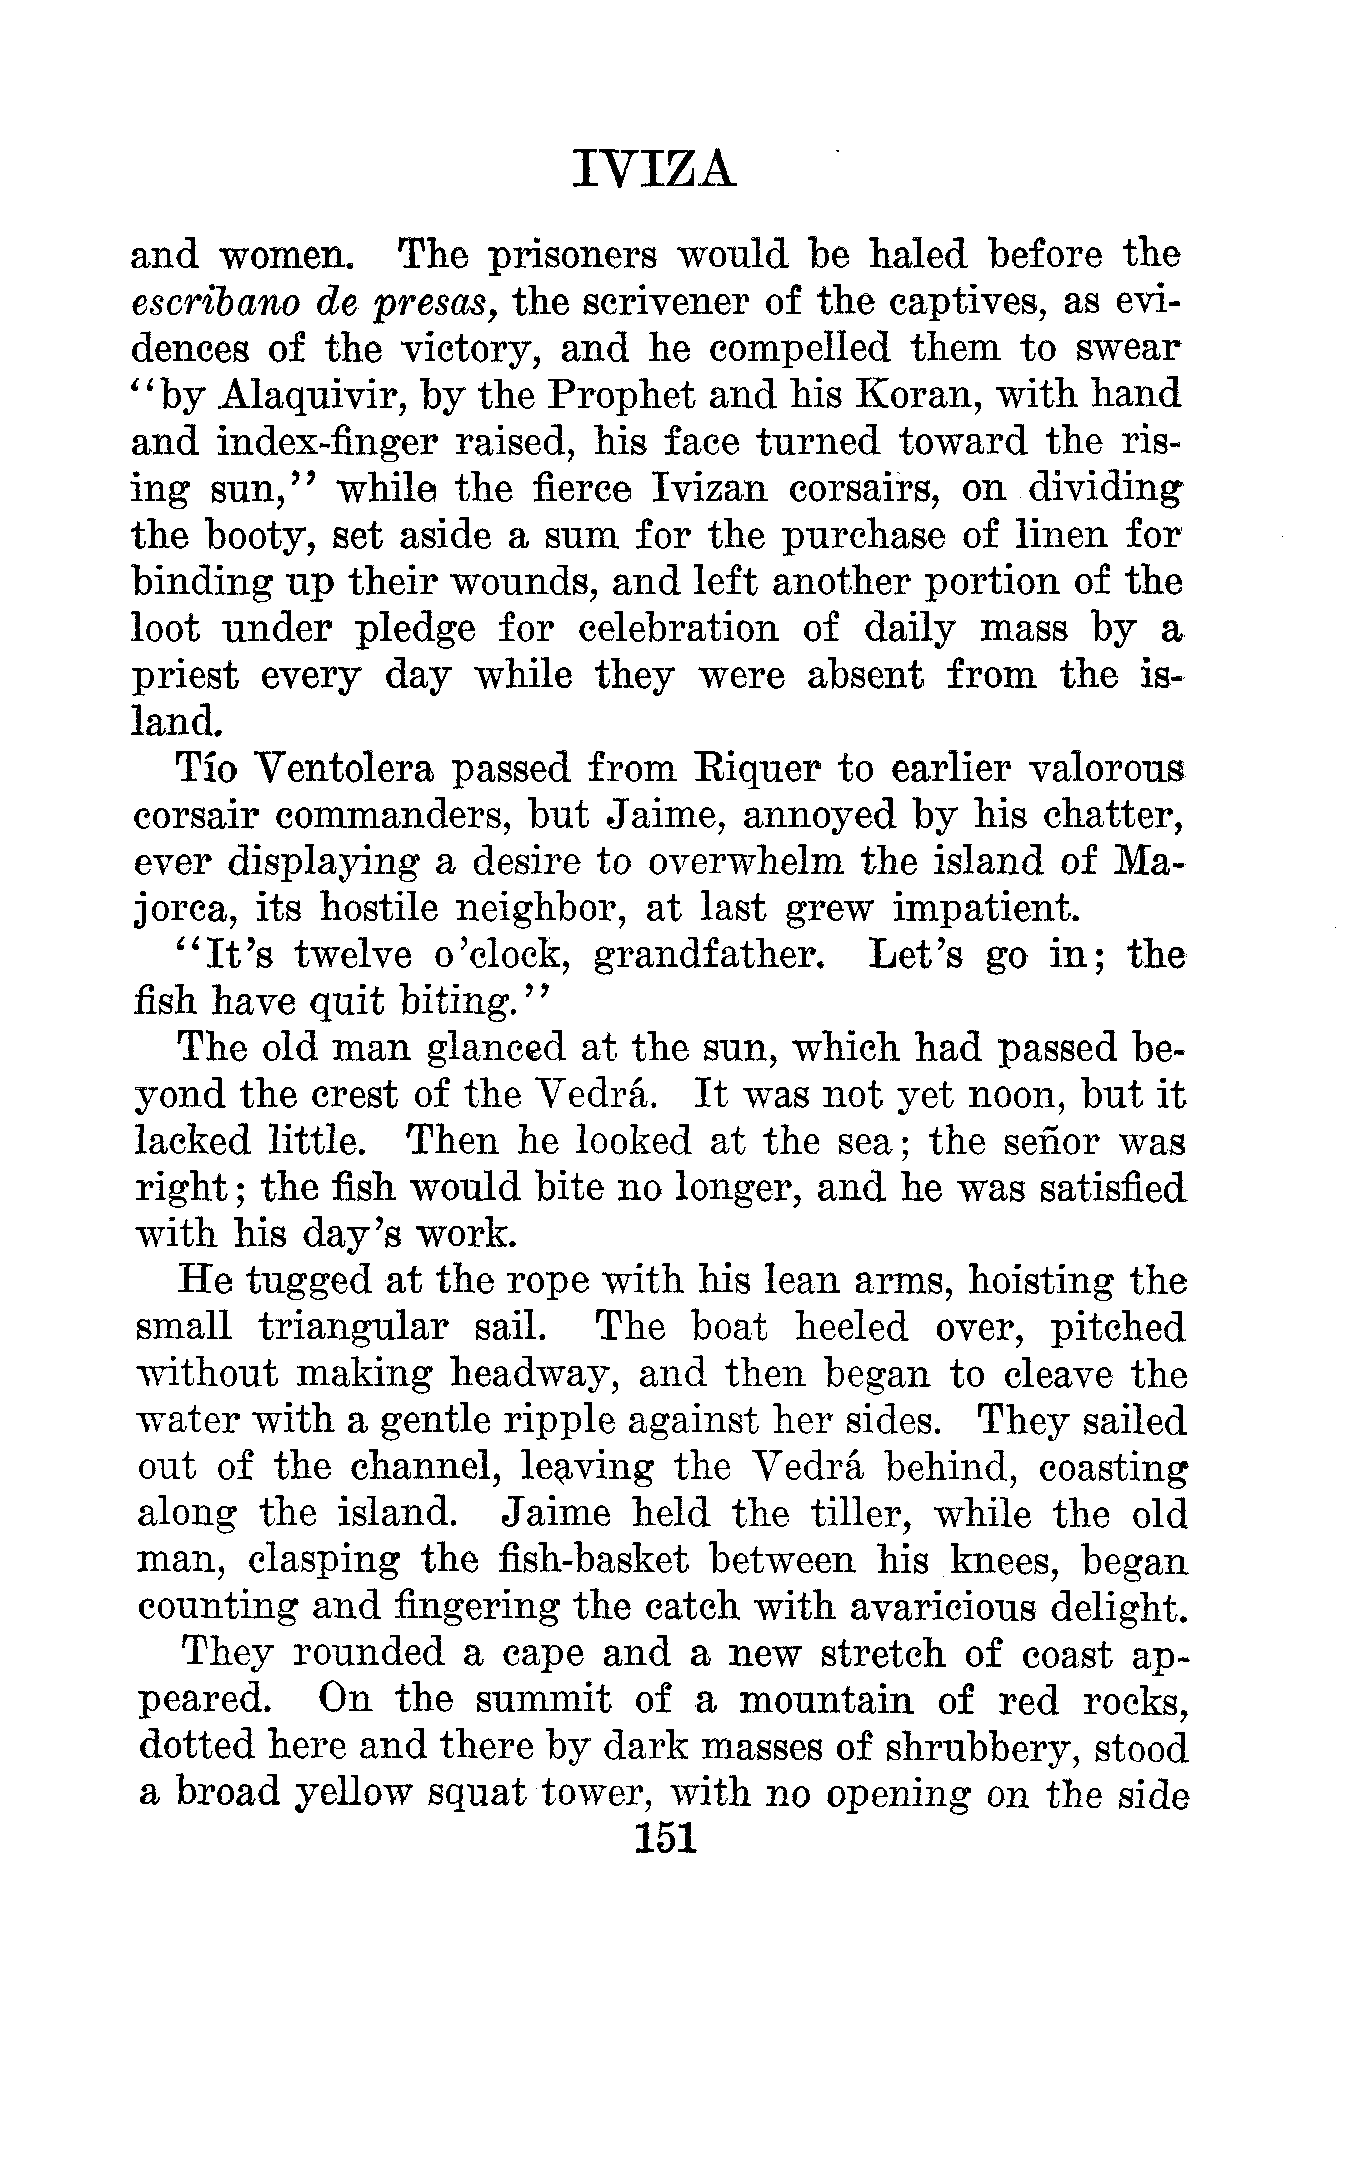 IVIZA
and women. The prisoners would be haled before the
escribano de presas, the scrivener of the captives, as evi-
dences of the victory, and he compelled them to swear
“by Alaquivir, by the Prophet and his Koran, with hand
and index-finger raised, his face turned toward the ris-
ing sun,” while the fierce Ivizan corsairs, on dividing
the booty, set aside a sum for the purchase of linen for
binding up their wounds, and left another portion of the
loot under pledge for celebration of daily mass by a
priest every day while they were absent from the is-
land.
Tío Ventolera passed from Riquer to earlier valorous
corsair commanders, but Jaime, annoyed by his chatter,
ever displaying a desire to overwhelm the island of Ma-
jorca, its hostile neighbor, at last grew impatient.
“It’s twelve o’clock, grandfather. Let’s go in; the
fish have quit biting.”
The old man glanced at the sun, which had passed be-
yond the crest of the Vedrá. It was not yet noon, but it
lacked little. Then he looked at the sea; the señor was
right; the fish would bite no longer, and he was satisfied
with his day’s work.
He tugged at the rope with his lean arms, hoisting the
small triangular sail. The boat heeled over, pitched
without making headway, and then began to cleave the
water with a gentle ripple against her sides. They sailed
out of the channel, leaving the Vedrá behind, coasting
along the island. Jaime held the tiller, while the old
man, clasping the fish-basket between his knees, began
counting and fingering the catch with avaricious delight.
They rounded a cape and a new stretch of coast ap-
peared. On the summit of a mountain of red rocks,
dotted here and there by dark masses of shrubbery, stood
a broad yellow squat tower, with no opening on the side
151